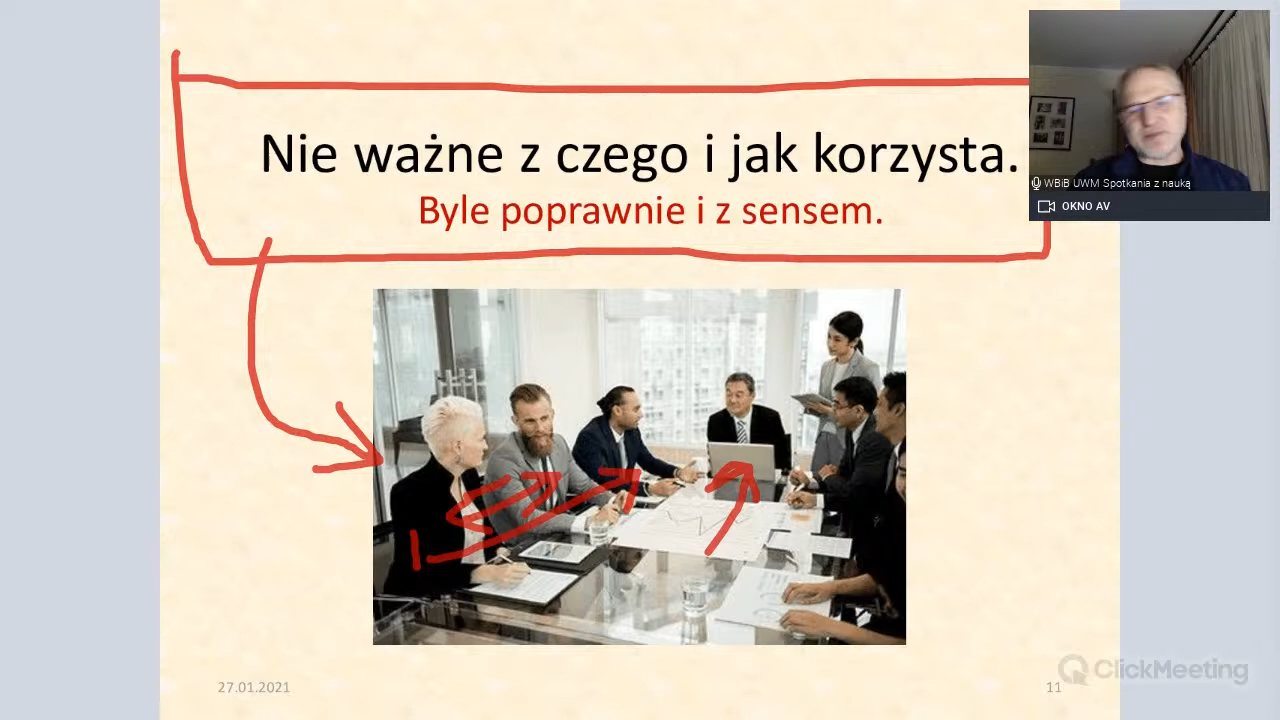 Nie ważne z czego i jak korzysta.
Byle poprawnie i z sensem.
WBiB UWM Spotkania z nauką
OKNO AV
27.01.2021
11
ClickMeeting